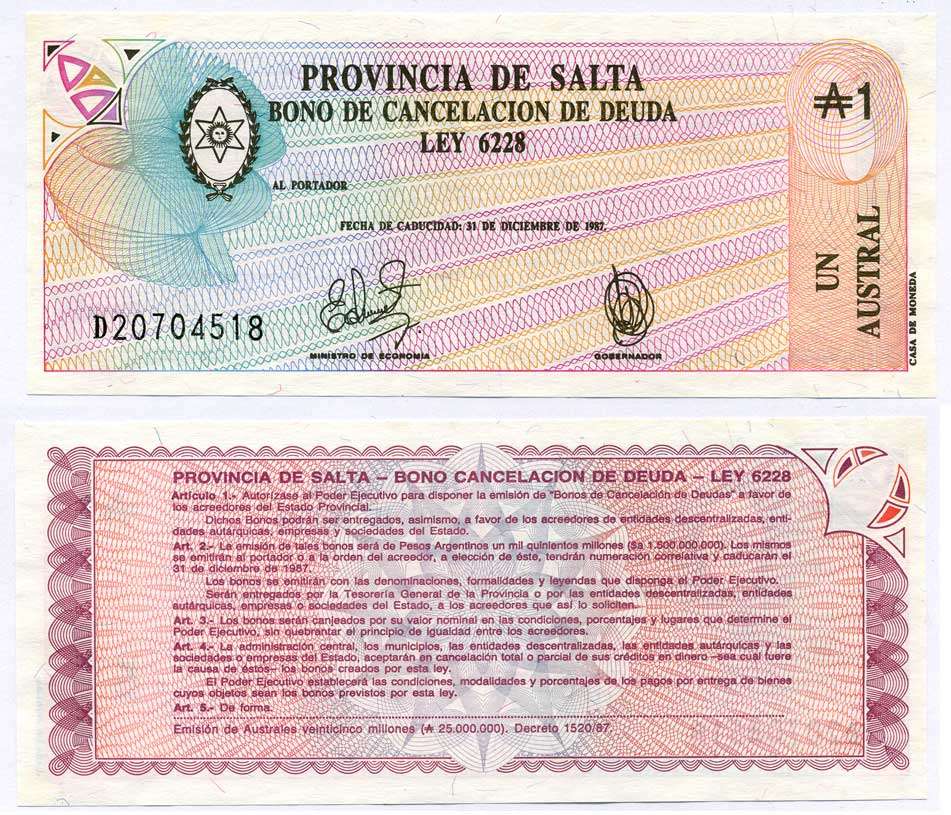 PROVINCIA DE SALTA
BONO DE CANCELACION DE DEUDA
LEY 6228
₳1
AL PORTADOR
FECHA DE CADUCIDAD: 31 DE DICIEMBRE DE 1987.
UN
AUSTRAL
D20704518
MINISTRO DE ECONOMIA
GOBERNADOR
CASA DE MONEDA
PROVINCIA DE SALTA – BONO CANCELACION DE DEUDA – LEY 6228
Artículo 1.- Autorízase al Poder Ejecutivo para disponer la emisión de "Bonos de Cancelación de Deudas" a favor de
los acreedores del Estado Provincial.
Dichos Bonos podrán ser entregados, asimismo, a favor de los acreedores de entidades descentralizadas, enti-
dades autárquicas, empresas y sociedades del Estado.
Art. 2.- La emisión de tales bonos será de Pesos Argentinos un mil quinientos millones ($a 1.500.000.000). Los mismos
se emitirán al portador o a la orden del acreedor, a elección de éste, tendrán numeración correlativa y caducarán el
31 de diciembre de 1987.
Los bonos se emitirán con las denominaciones, formalidades y leyendas que disponga el Poder Ejecutivo.
Serán entregados por la Tesorería General de la Provincia o por las entidades descentralizadas, entidades
autárquicas, empresas o sociedades del Estado, a los acreedores que así lo soliciten.
Art. 3.- Los bonos serán canjeados por su valor nominal en las condiciones, porcentajes y lugares que determine el
Poder Ejecutivo, sin quebrantar el principio de igualdad entre los acreedores.
Art. 4.- La administración central, los municipios, las entidades descentralizadas, las entidades autárquicas y las
sociedades o empresas del Estado, aceptarán en cancelación total o parcial de sus créditos en dinero –sea cuál fuere
la causa de éstos– los bonos creados por esta ley.
El Poder Ejecutivo establecerá las condiciones, modalidades y porcentajes de los pagos por entrega de bienes
cuyos objetos sean los bonos previstos por esta ley.
Art. 5.- De forma.
Emisión de Australes veinticinco millones (₳ 25.000.000). Decreto 1520/87